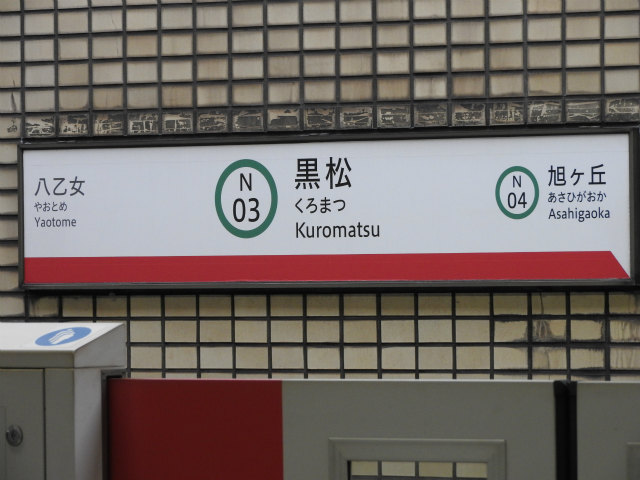 八乙女
やおとめ
Yaotome
N
03
黒松
くろまつ
Kuromatsu
N
04
旭ヶ丘
あさひがおか
Asahigaoka